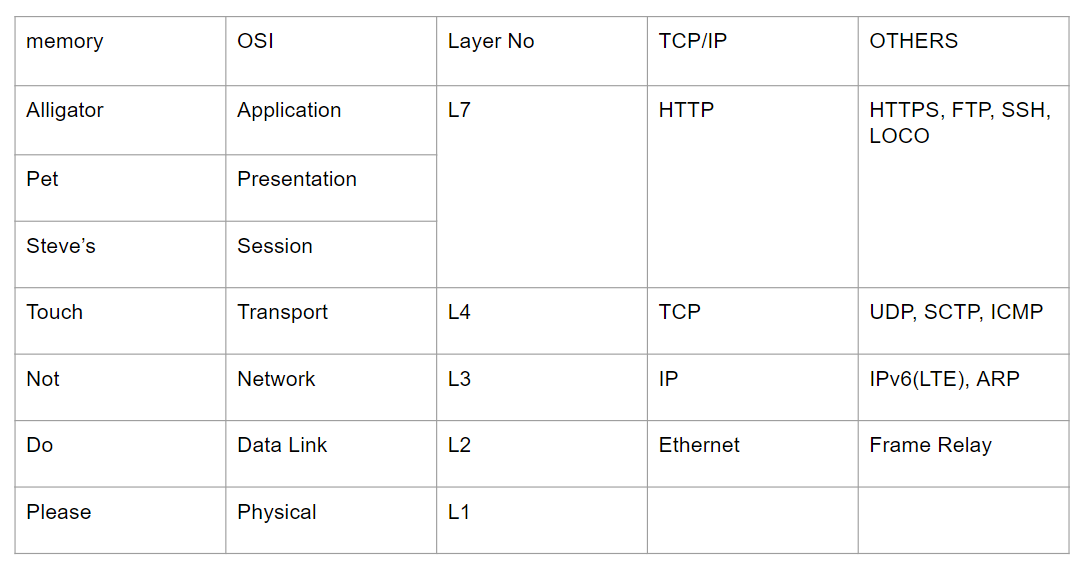 memory OSI Layer No TCP/IP OTHERS
Alligator Application L7 HTTP HTTPS, FTP, SSH,
LOCO
Pet Presentation
Steve’s Session
Touch Transport L4 TCP UDP, SCTP, ICMP
Not Network L3 IP IPv6(LTE), ARP
Do Data Link L2 Ethernet Frame Relay
Please Physical L1